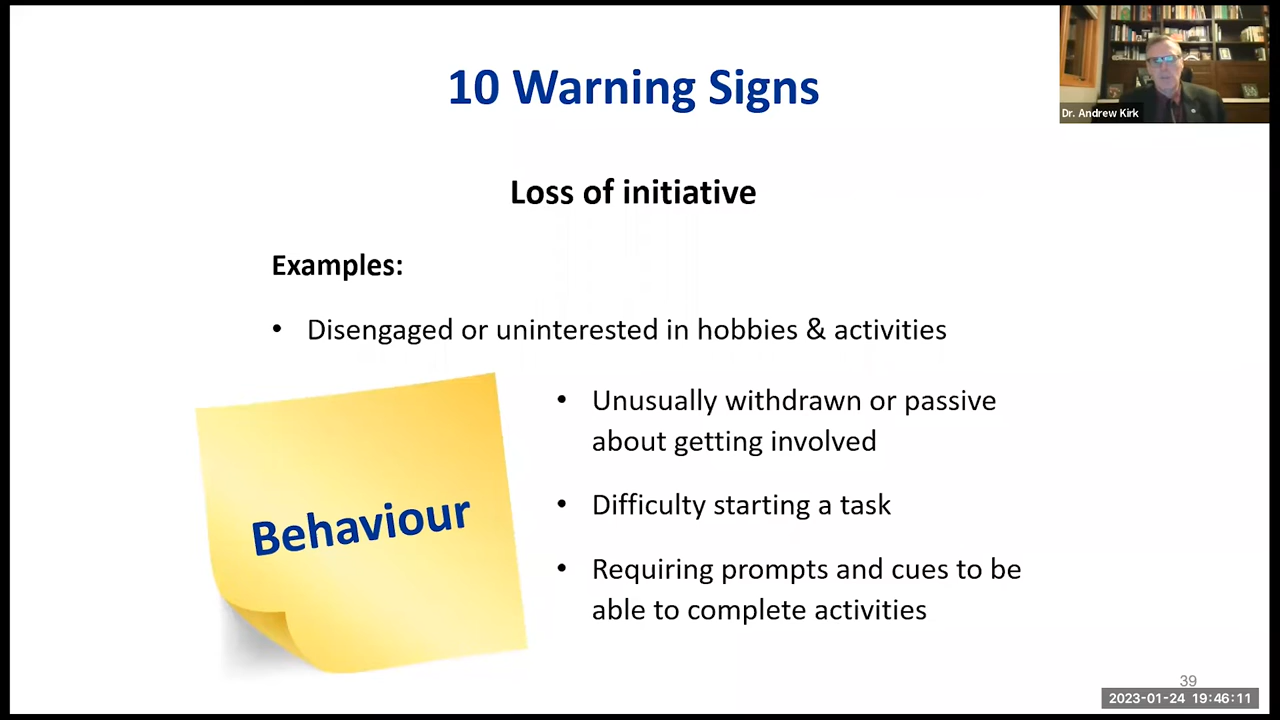 10 Warning Signs
Dr. Andrew Kirk
Loss of initiative
Examples:
• Disengaged or uninterested in hobbies & activities
• Unusually withdrawn or passive
about getting involved
• Difficulty starting a task
• Requiring prompts and cues to be
able to complete activities
Behaviour
39
2023-01-24 19:46:11